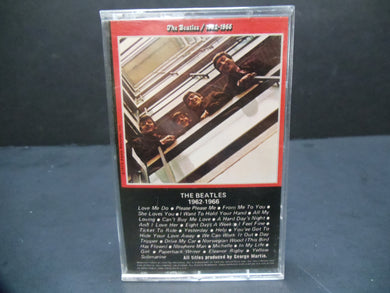 The Beatles / 1962-1966
THE BEATLES
1962-1966
Love Me Do ● Please Please Me ● From Me To You ●
She Loves You ● I Want To Hold Your Hand ● All My
Loving ● Can't Buy Me Love ● A Hard Day's Night ●
And I Love Her ● Eight Days A Week ● I Feel Fine ●
Ticket To Ride ● Yesterday ● Help ● You've Got To
Hide Your Love Away ● We Can Work It Out ● Day
Tripper ● Drive My Car ● Norwegian Wood (This Bird
Has Flown) ● Nowhere Man ● Michelle ● In My Life ●
Girl ● Paperback Writer ● Eleanor Rigby ● Yellow
Submarine
All titles produced by George Martin.